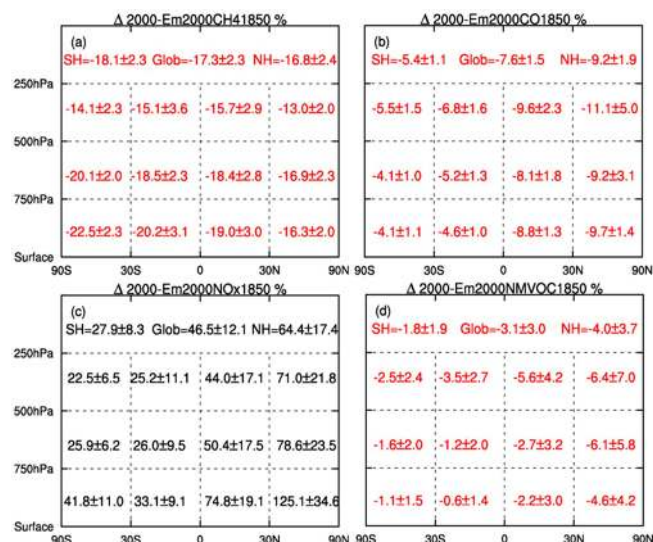 Δ 2000-Em2000CH41850 %
(a)
SH=-18.1±2.3 Glob=-17.3±2.3 NH=-16.8±2.4
250hPa
-14.1±2.3 -15.1±3.6 -15.7±2.9 -13.0±2.0
500hPa
-20.1±2.0 -18.5±2.3 -18.4±2.8 -16.9±2.3
750hPa
-22.5±2.3 -20.2±3.1 -19.0±3.0 -16.3±2.0
Surface
90S 30S 0 30N 90N
Δ 2000-Em2000CO1850 %
(b)
SH=-5.4±1.1 Glob=-7.6±1.5 NH=-9.2±1.9
250hPa
-5.5±1.5 -6.8±1.6 -9.6±2.3 -11.1±5.0
500hPa
-4.1±1.0 -5.2±1.3 -8.1±1.8 -9.2±3.1
750hPa
-4.1±1.1 -4.6±1.0 -8.8±1.3 -9.7±1.4
Surface
90S 30S 0 30N 90N
Δ 2000-Em2000NOx1850 %
(c)
SH=27.9±8.3 Glob=46.5±12.1 NH=64.4±17.4
250hPa
22.5±6.5 25.2±11.1 44.0±17.1 71.0±21.8
500hPa
25.9±6.2 26.0±9.5 50.4±17.5 78.6±23.5
750hPa
41.8±11.0 33.1±9.1 74.8±19.1 125.1±34.6
Surface
90S 30S 0 30N 90N
Δ 2000-Em2000NMVOC1850 %
(d)
SH=-1.8±1.9 Glob=-3.1±3.0 NH=-4.0±3.7
250hPa
-2.5±2.4 -3.5±2.7 -5.6±4.2 -6.4±7.0
500hPa
-1.6±2.0 -1.2±2.0 -2.7±3.2 -6.1±5.8
750hPa
-1.1±1.5 -0.6±1.4 -2.2±3.0 -4.6±4.2
Surface
90S 30S 0 30N 90N